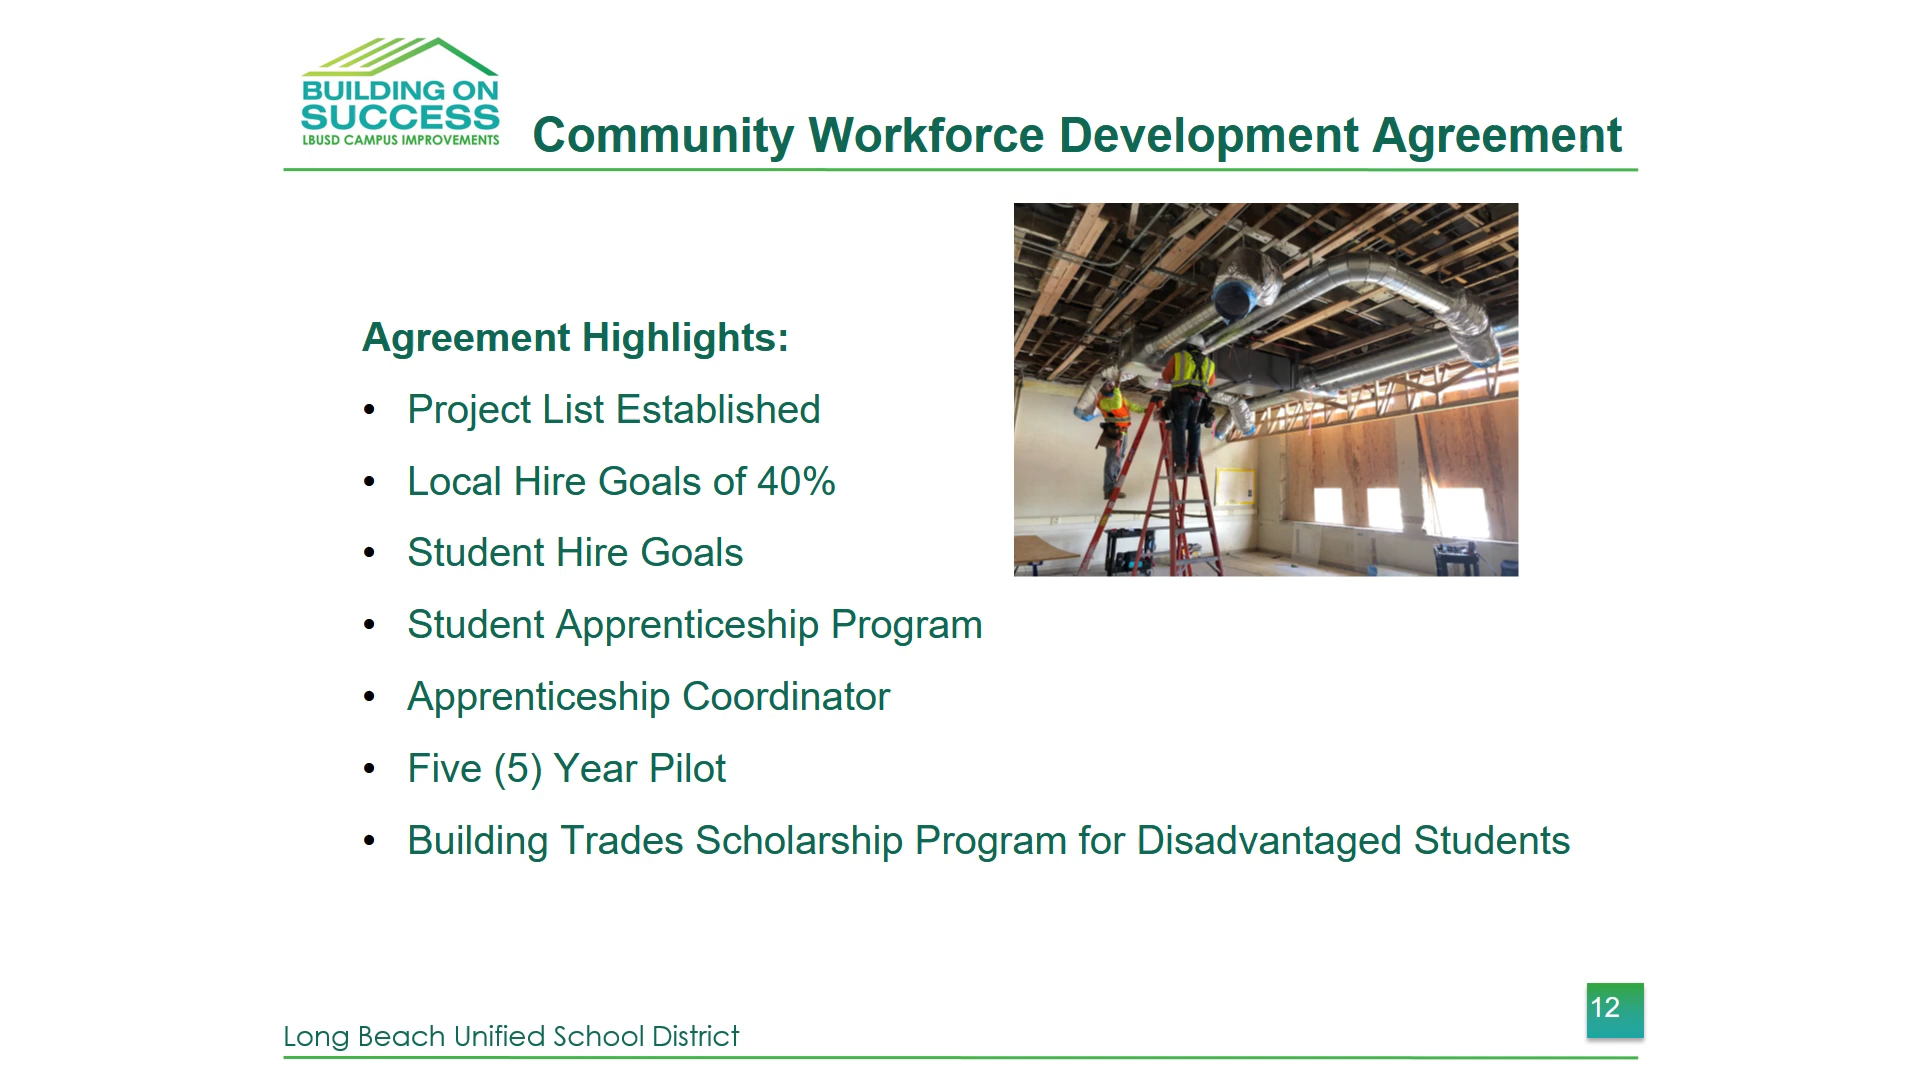 BUILDING ON
SUCCESS
LBUSD CAMPUS IMPROVEMENTS
Community Workforce Development Agreement
Agreement Highlights:
• Project List Established
• Local Hire Goals of 40%
• Student Hire Goals
• Student Apprenticeship Program
• Apprenticeship Coordinator
• Five (5) Year Pilot
• Building Trades Scholarship Program for Disadvantaged Students
12
Long Beach Unified School District